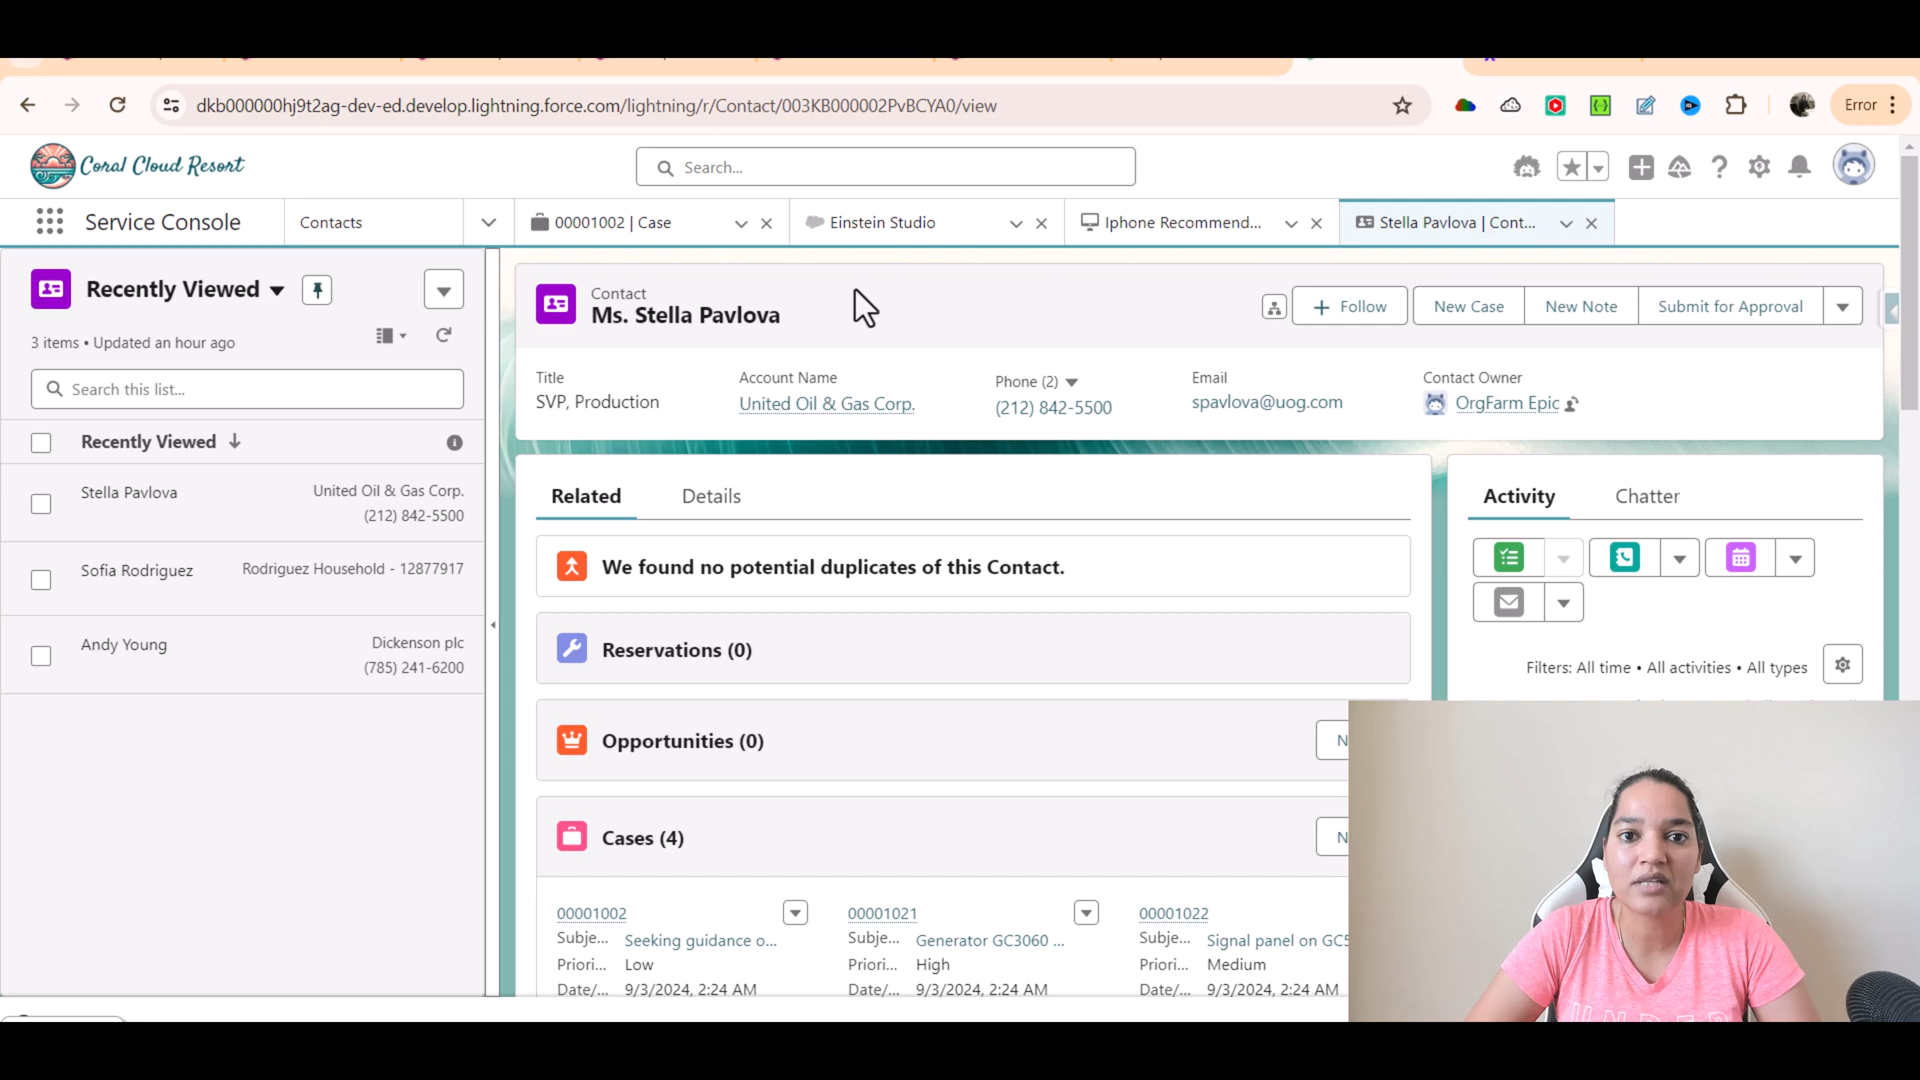 dkb000000hj9t2ag-dev-ed.develop.lightning.force.com/lightning/r/Contact/003KB000002PvBCYA0/view
Error
Coral Cloud Resort
Search...
Service Console
Contacts
00001002 | Case
Einstein Studio
Iphone Recommend...
Stella Pavlova | Cont...
Recently Viewed
3 items • Updated an hour ago
Search this list...
Recently Viewed
Stella Pavlova
United Oil & Gas Corp.
(212) 842-5500
Sofia Rodriguez
Rodriguez Household - 12877917
Andy Young
Dickenson plc
(785) 241-6200
Contact
Ms. Stella Pavlova
Follow
New Case
New Note
Submit for Approval
Title
SVP, Production
Account Name
United Oil & Gas Corp.
Phone (2)
(212) 842-5500
Email
spavlova@uog.com
Contact Owner
OrgFarm Epic
Related
Details
We found no potential duplicates of this Contact.
Reservations (0)
Opportunities (0)
N
Cases (4)
N
00001002
Subje... Seeking guidance o...
Priori... Low
Date/... 9/3/2024, 2:24 AM
00001021
Subje... Generator GC3060 ...
Priori... High
Date/... 9/3/2024, 2:24 AM
00001022
Subje... Signal panel on GC5
Priori... Medium
Date/... 9/3/2024, 2:24 AM
Activity
Chatter
Filters: All time • All activities • All types
UNDER